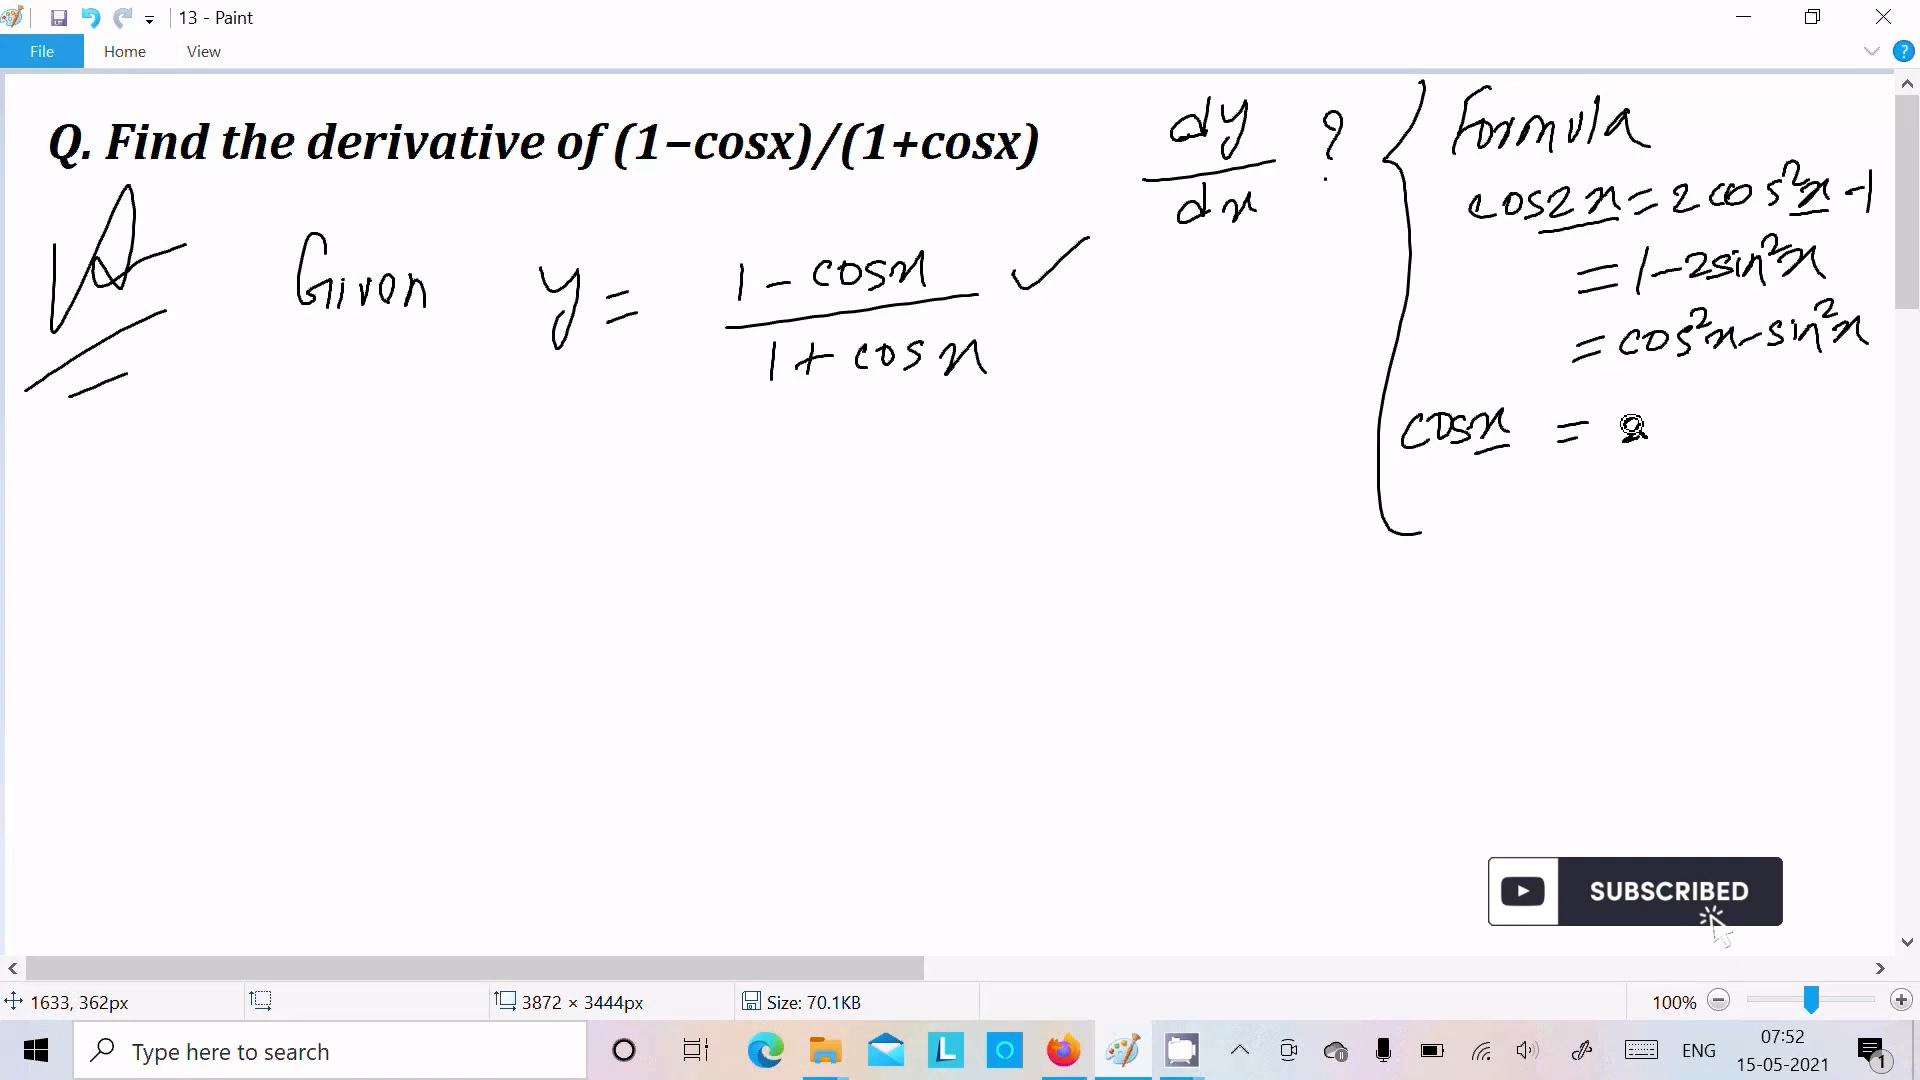 13 - Paint
File Home View
Q. Find the derivative of (1−cosx)/(1+cosx)
dy/dx ?
Formula
cos2x = 2cos²x - 1
= 1 - 2sin²x
= cos²x - sin²x
cosx =
Given y = 1 - cosx / 1 + cosx
SUBSCRIBED
1633, 362px
3872 × 3444px
Size: 70.1KB
100%
Type here to search
L
ENG
07:52
15-05-2021
1